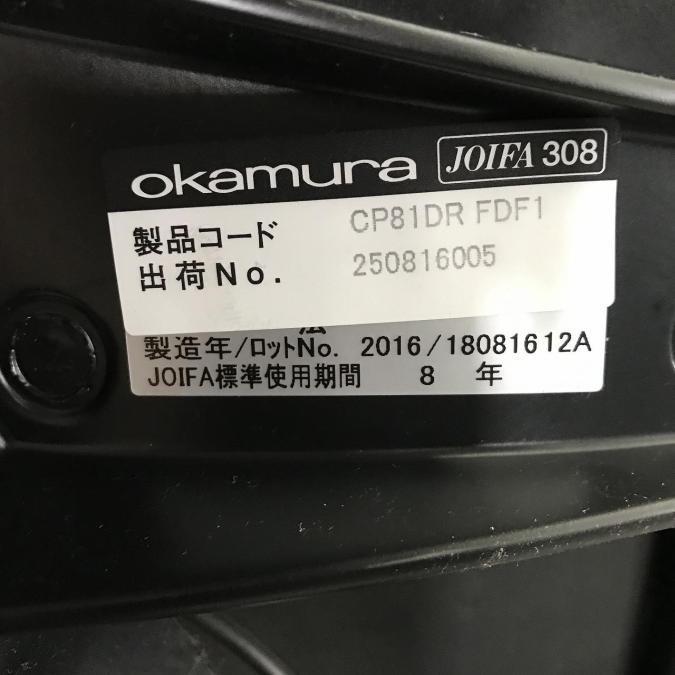 okamura JOIFA 308
製品コード CP81DR FDF1
出荷No. 250816005
製造年/ロットNo. 2016/18081612A
JOIFA標準使用期間 8 年